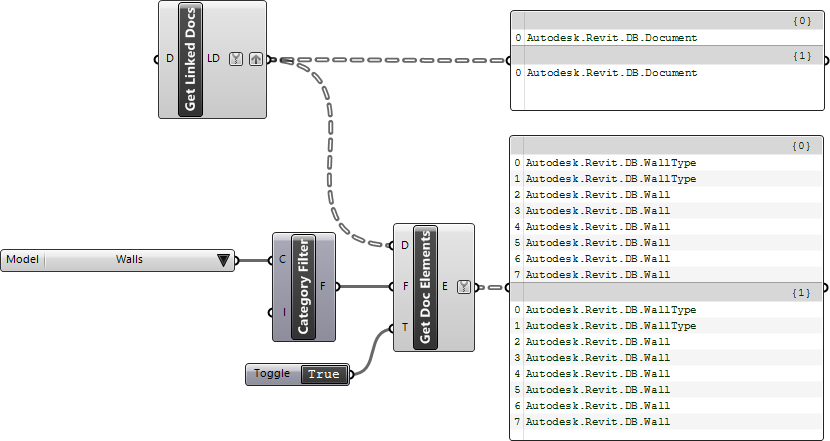 Get Linked Docs
D
LD
{0}
0 Autodesk.Revit.DB.Document
{1}
0 Autodesk.Revit.DB.Document
Model Walls
Category Filter
C
I
F
Toggle True
Get Doc Elements
D
F
T
E
{0}
0 Autodesk.Revit.DB.WallType
1 Autodesk.Revit.DB.WallType
2 Autodesk.Revit.DB.Wall
3 Autodesk.Revit.DB.Wall
4 Autodesk.Revit.DB.Wall
5 Autodesk.Revit.DB.Wall
6 Autodesk.Revit.DB.Wall
7 Autodesk.Revit.DB.Wall
{1}
0 Autodesk.Revit.DB.WallType
1 Autodesk.Revit.DB.WallType
2 Autodesk.Revit.DB.Wall
3 Autodesk.Revit.DB.Wall
4 Autodesk.Revit.DB.Wall
5 Autodesk.Revit.DB.Wall
6 Autodesk.Revit.DB.Wall
7 Autodesk.Revit.DB.Wall